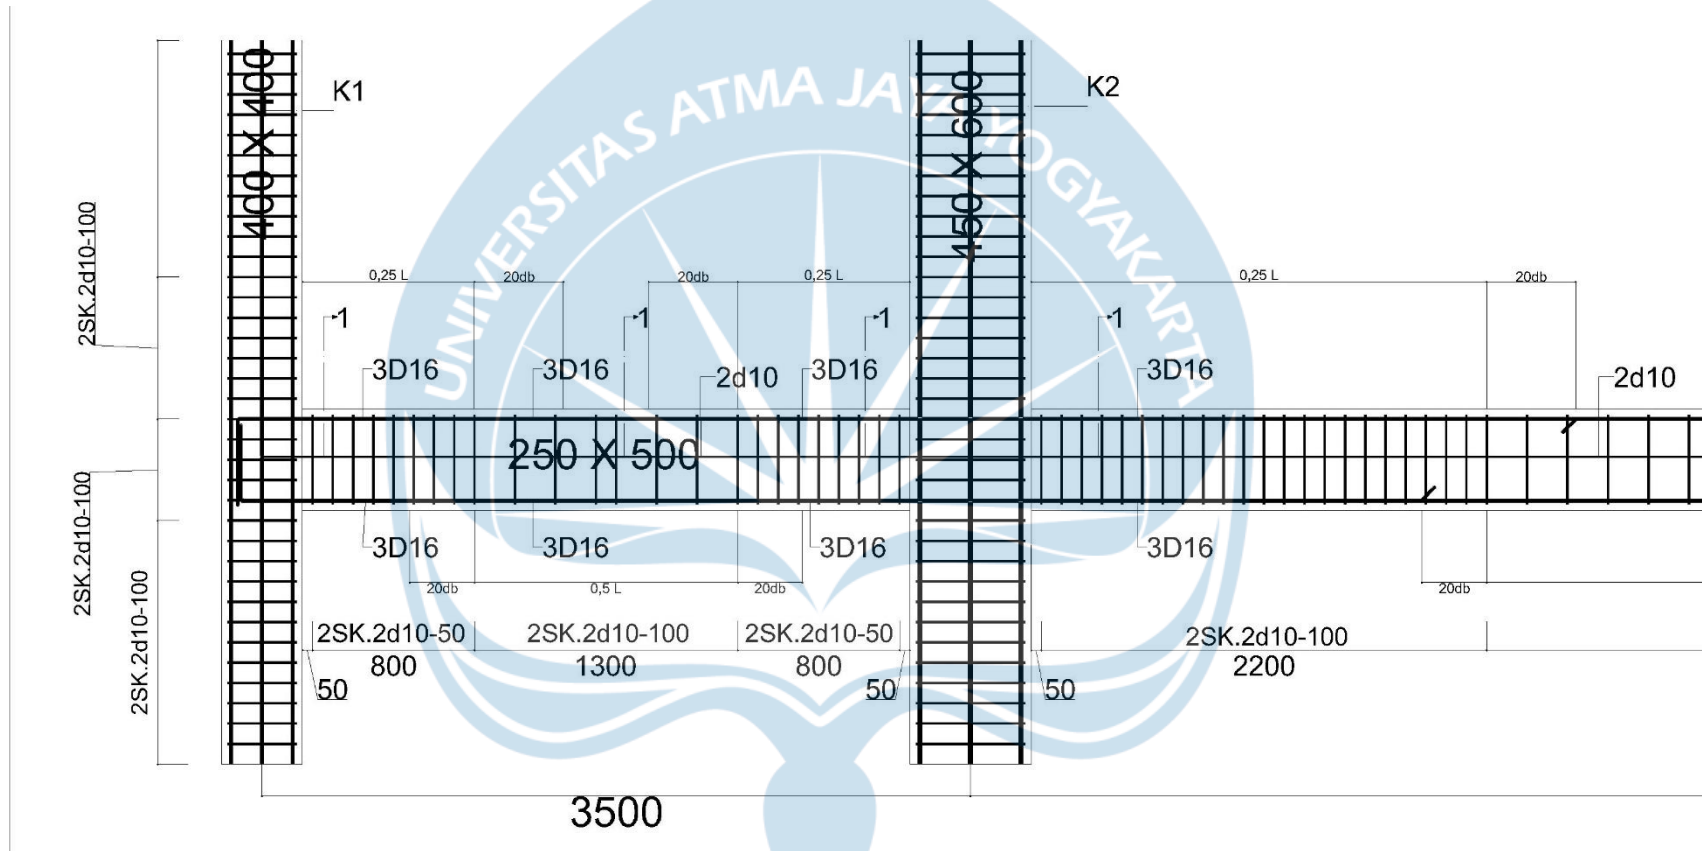 400 X 400
K1
450 X 600
K2
UNIVERSITAS ATMA JAYA YOGYAKARTA
2SK.2d10-100
0,25 L
20db
20db
0,25 L
0,25 L
20db
1
1
1
1
3D16
3D16
2d10
3D16
3D16
2d10
250 X 500
2SK.2d10-100
3D16
3D16
3D16
3D16
2SK.2d10-100
20db
0,5 L
20db
20db
2SK.2d10-50
2SK.2d10-100
2SK.2d10-50
2SK.2d10-100
800
1300
800
2200
50
50
50
3500